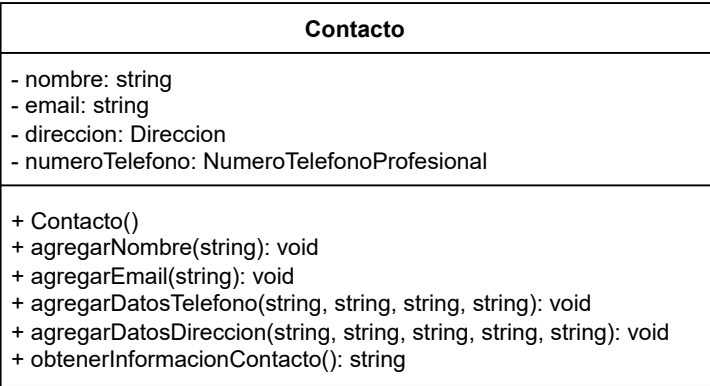 Contacto
- nombre: string
- email: string
- direccion: Direccion
- numeroTelefono: NumeroTelefonoProfesional
+ Contacto()
+ agregarNombre(string): void
+ agregarEmail(string): void
+ agregarDatosTelefono(string, string, string, string): void
+ agregarDatosDireccion(string, string, string, string, string): void
+ obtenerInformacionContacto(): string